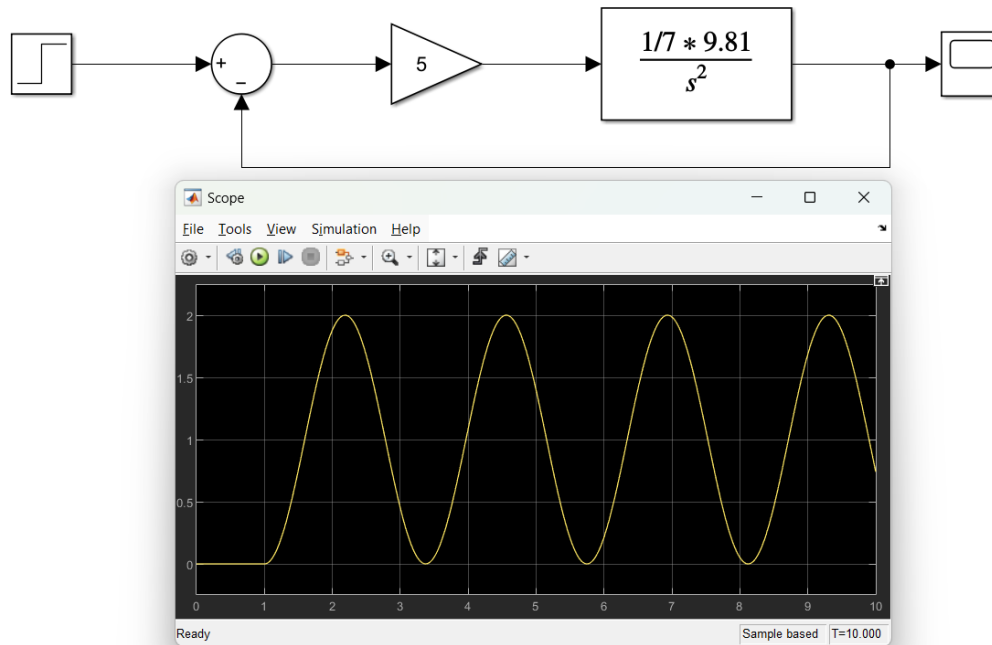 +
−
5
1/7 * 9.81
s²
Scope
File Tools View Simulation Help
2
1.5
1
0.5
0
0 1 2 3 4 5 6 7 8 9 10
Ready
Sample based T=10.000